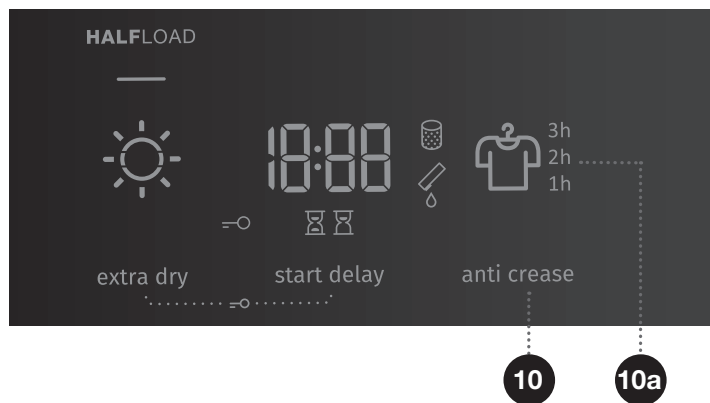 HALFLOAD
18:88
3h
2h
1h
extra dry
start delay
anti crease
10
10a